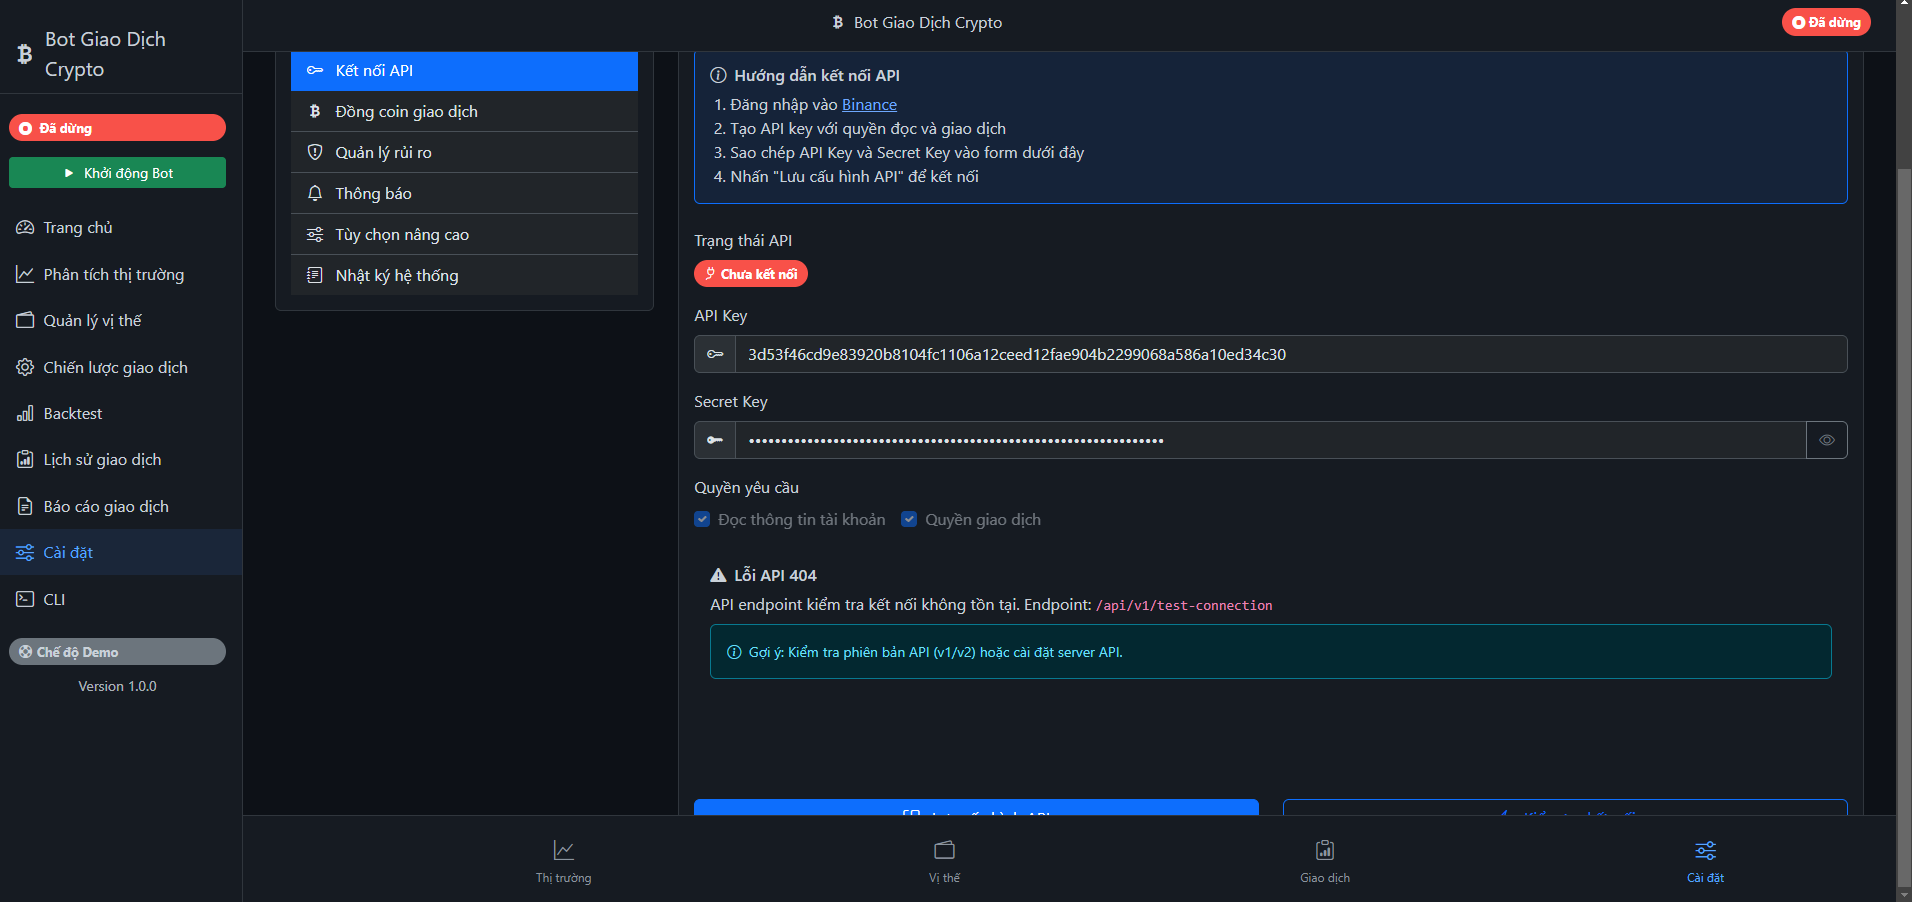 Bot Giao Dịch
Crypto
Đã dừng
Khởi động Bot
Trang chủ
Phân tích thị trường
Quản lý vị thế
Chiến lược giao dịch
Backtest
Lịch sử giao dịch
Báo cáo giao dịch
Cài đặt
CLI
Chế độ Demo
Version 1.0.0
Bot Giao Dịch Crypto
Đã dừng
Kết nối API
Đồng coin giao dịch
Quản lý rủi ro
Thông báo
Tùy chọn nâng cao
Nhật ký hệ thống
Hướng dẫn kết nối API
1. Đăng nhập vào Binance
2. Tạo API key với quyền đọc và giao dịch
3. Sao chép API Key và Secret Key vào form dưới đây
4. Nhấn "Lưu cấu hình API" để kết nối
Trạng thái API
Chưa kết nối
API Key
3d53f46cd9e83920b8104fc1106a12ceed12fae904b2299068a586a10ed34c30
Secret Key
Quyền yêu cầu
Đọc thông tin tài khoản Quyền giao dịch
Lỗi API 404
API endpoint kiểm tra kết nối không tồn tại. Endpoint: /api/v1/test-connection
Gợi ý: Kiểm tra phiên bản API (v1/v2) hoặc cài đặt server API.
Thị trường
Vị thế
Giao dịch
Cài đặt